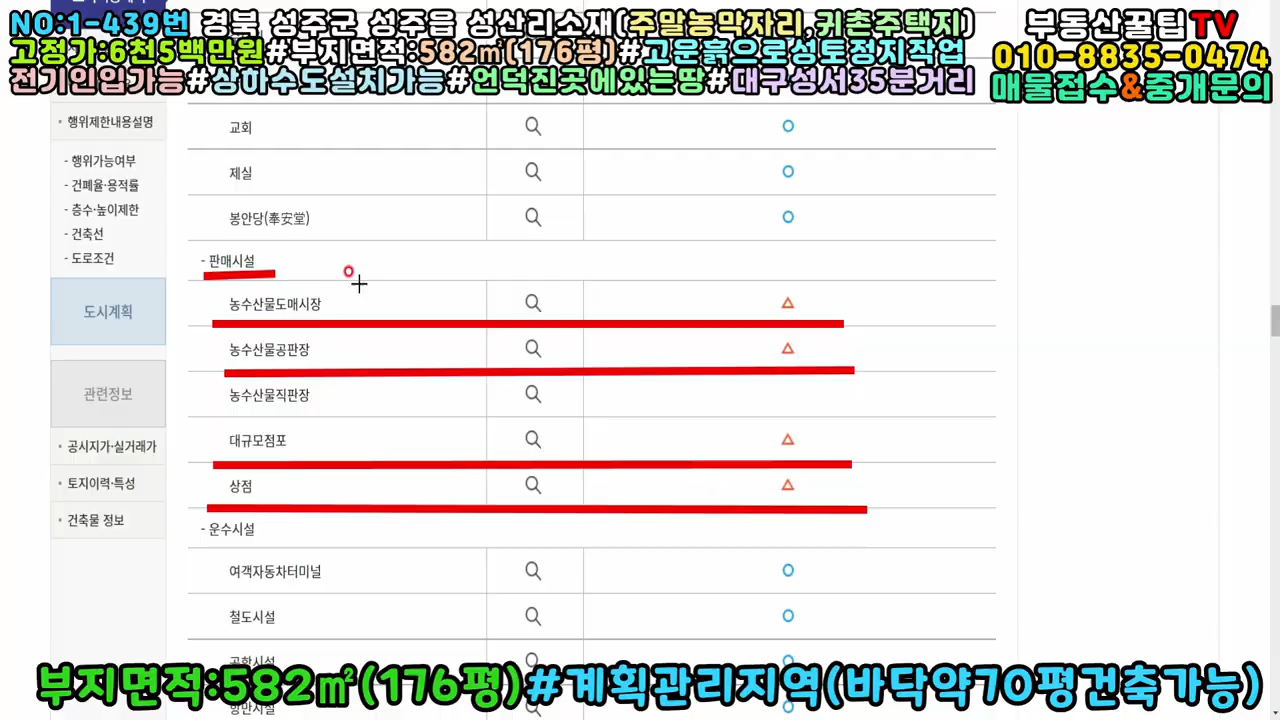 NO:1-439번 경북 성주군 성주읍 성산리소재(주말농막자리,귀촌주택지)
고정가:6천5백만원#부지면적:582㎡(176평)#고운흙으로성토정지작업
전기인입가능#상하수도설치가능#언덕진곳에있는땅#대구성서35분거리
부동산꿀팁TV
010-8835-0474
매물접수&중개문의
행위제한내용설명
- 행위가능여부
- 건폐율·용적률
- 층수·높이제한
- 건축선
- 도로조건
도시계획
관련정보
공시지가·실거래가
토지이력·특성
건축물 정보
교회
제실
봉안당(奉安堂)
- 판매시설
농수산물도매시장
농수산물공판장
농수산물직판장
대규모점포
상점
- 운수시설
여객자동차터미널
철도시설
공항시설
항만시설
부지면적:582㎡(176평)#계획관리지역(바닥약70평건축가능)